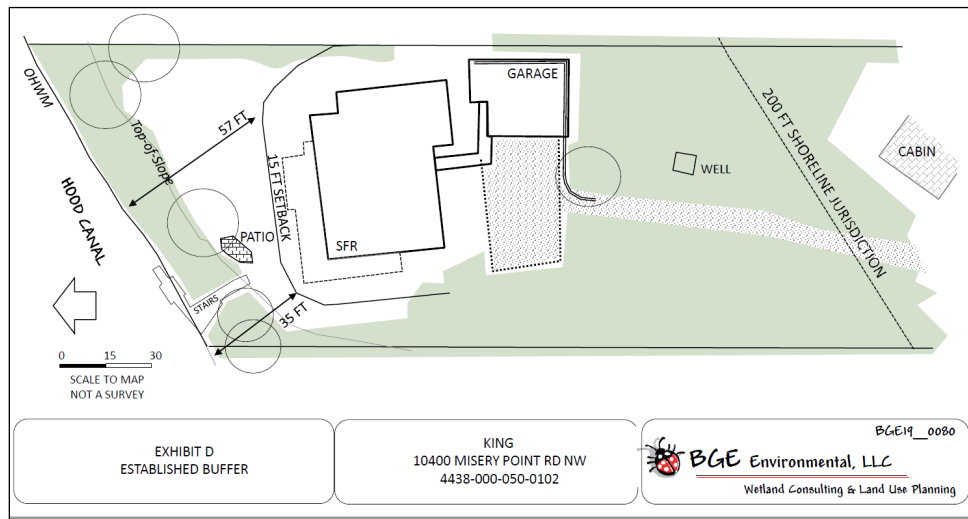 OHWM
Top-of-Slope
57 FT
15 FT SETBACK
GARAGE
200 FT SHORELINE JURISDICTION
CABIN
WELL
HOOD CANAL
PATIO
SFR
STAIRS
35 FT
0 15 30
SCALE TO MAP
NOT A SURVEY
EXHIBIT D
ESTABLISHED BUFFER
KING
10400 MISERY POINT RD NW
4438-000-050-0102
BGE19__0080
BGE Environmental, LLC
Wetland Consulting & Land Use Planning